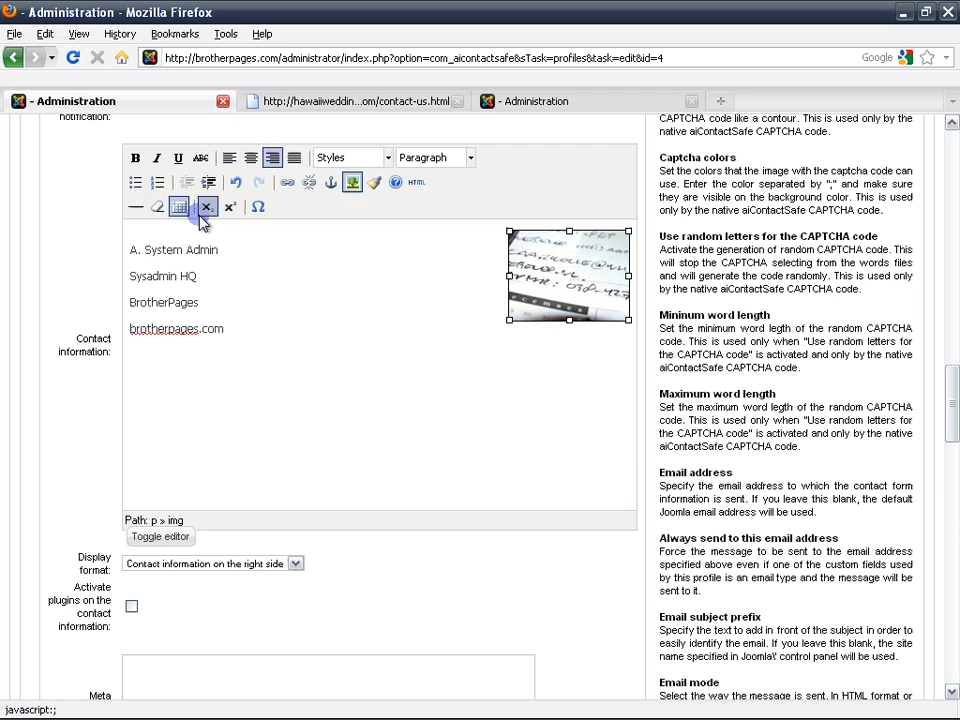 - Administration - Mozilla Firefox
File Edit View History Bookmarks Tools Help
http://brotherpages.com/administrator/index.php?option=com_aicontactsafe&sTask=profiles&task=edit&id=4
Google
- Administration
http://hawaiiweddin...om/contact-us.html
- Administration
notification:
B I U ABC Styles Paragraph
HTML
A. System Admin
Sysadmin HQ
BrotherPages
brotherpages.com
Contact
information:
Path: p » img
Toggle editor
Display
format:
Contact information on the right side
Activate
plugins on the
contact
information:
Meta
CAPTCHA code like a contour. This is used only by the
native aiContactSafe CAPTCHA code.
Captcha colors
Set the colors that the image with the captcha code can
use. Enter the color separated by ";" and make sure
they are visible on the background color. This is used
only by the native aiContactSafe CAPTCHA code.
Use random letters for the CAPTCHA code
Activate the generation of random CAPTCHA code. This
will stop the CAPTCHA selecting from the words files
and will generate the code randomly. This is used only
by the native aiContactSafe CAPTCHA code.
Mininum word length
Set the minimum word legth of the random CAPTCHA
code. This is used only when "Use random letters for
the CAPTCHA code" is activated and only by the native
aiContactSafe CAPTCHA code.
Maximum word length
Set the maximum word legth of the random CAPTCHA
code. This is used only when "Use random letters for
the CAPTCHA code" is activated and only by the native
aiContactSafe CAPTCHA code.
Email address
Specify the email address to which the contact form
information is sent. If you leave this blank, the default
Joomla email address will be used.
Always send to this email address
Force the message to be sent to the email address
specified above even if one of the custom fields used
by this profile is an email type and the message will be
sent to it.
Email subject prefix
Specify the text to add in front of the subject in order to
easily identify the email. If you leave this blank, the site
name specified in Joomla\' control panel will be used.
Email mode
Select the way the message is sent. In HTML format or
javascript:;